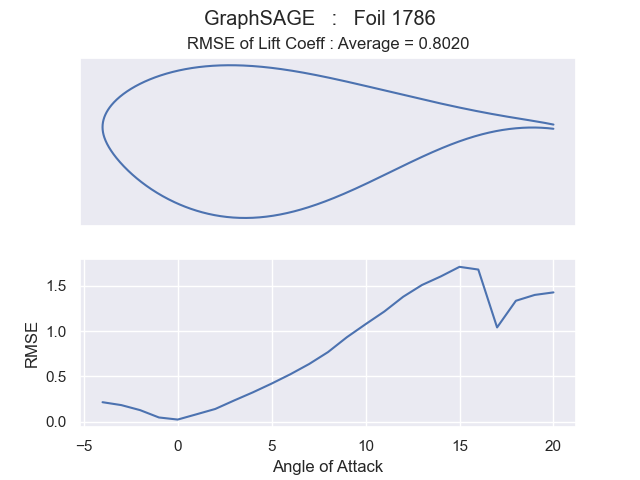 GraphSAGE   :   Foil 1786
RMSE of Lift Coeff : Average = 0.8020
1.5
1.0
0.5
0.0
RMSE
−5
0
5
10
15
20
Angle of Attack